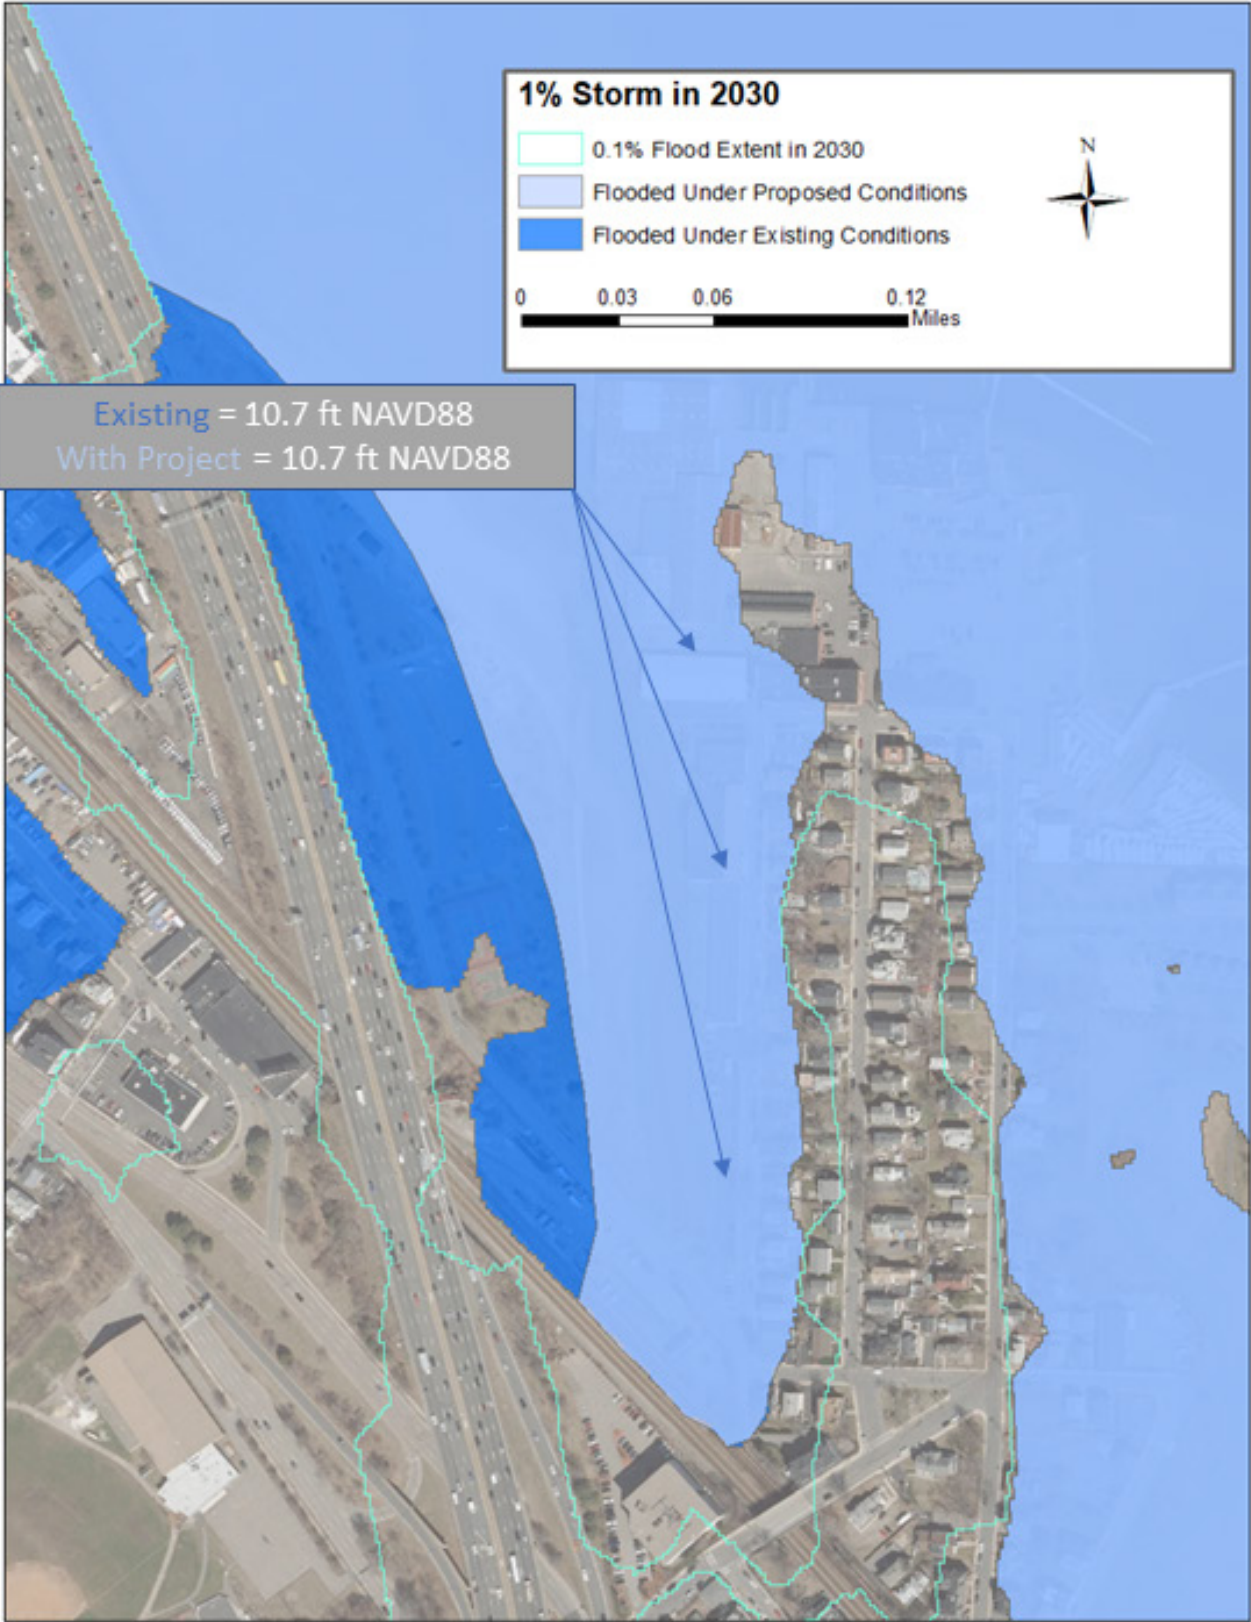 1% Storm in 2030
0.1% Flood Extent in 2030
Flooded Under Proposed Conditions
Flooded Under Existing Conditions
N
0 0.03 0.06 0.12
Miles
Existing = 10.7 ft NAVD88
With Project = 10.7 ft NAVD88